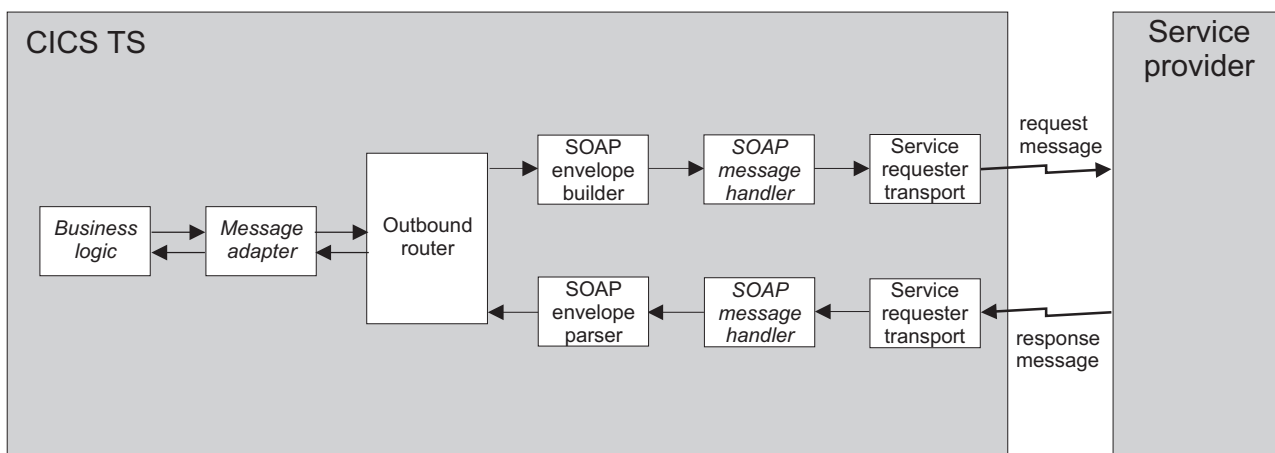 CICS TS
Service
provider
request
message
SOAP
envelope
builder
SOAP
message
handler
Service
requester
transport
Business
logic
Message
adapter
Outbound
router
SOAP
envelope
parser
SOAP
message
handler
Service
requester
transport
response
message